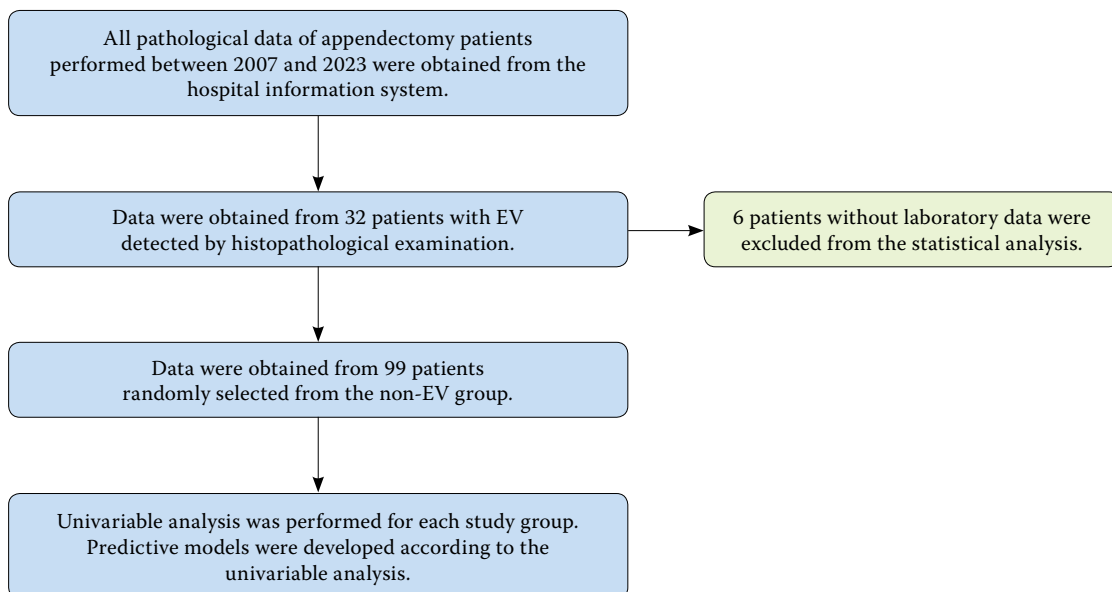 All pathological data of appendectomy patients
performed between 2007 and 2023 were obtained from the
hospital information system.
Data were obtained from 32 patients with EV
detected by histopathological examination.
6 patients without laboratory data were
excluded from the statistical analysis.
Data were obtained from 99 patients
randomly selected from the non-EV group.
Univariable analysis was performed for each study group.
Predictive models were developed according to the
univariable analysis.